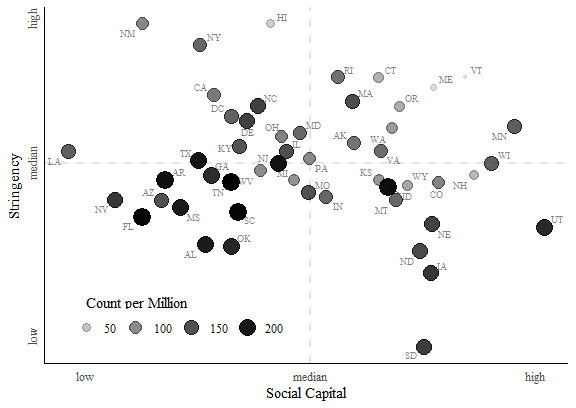 high
HI
NM
NY
RI
CT
VT
ME
CA
NC
MA
OR
DC
DE
OH
MD
AK
WA
MN
KY
IL
LA
median
TX
NJ
PA
VA
WI
AR
GA
WV
MI
KS
WY
NH
AZ
TN
MO
IN
ID
CO
NV
MS
SC
MT
FL
UT
AL
OK
NE
ND
IA
SD
Stringency
Count per Million
50 100 150 200
low
low median high
Social Capital